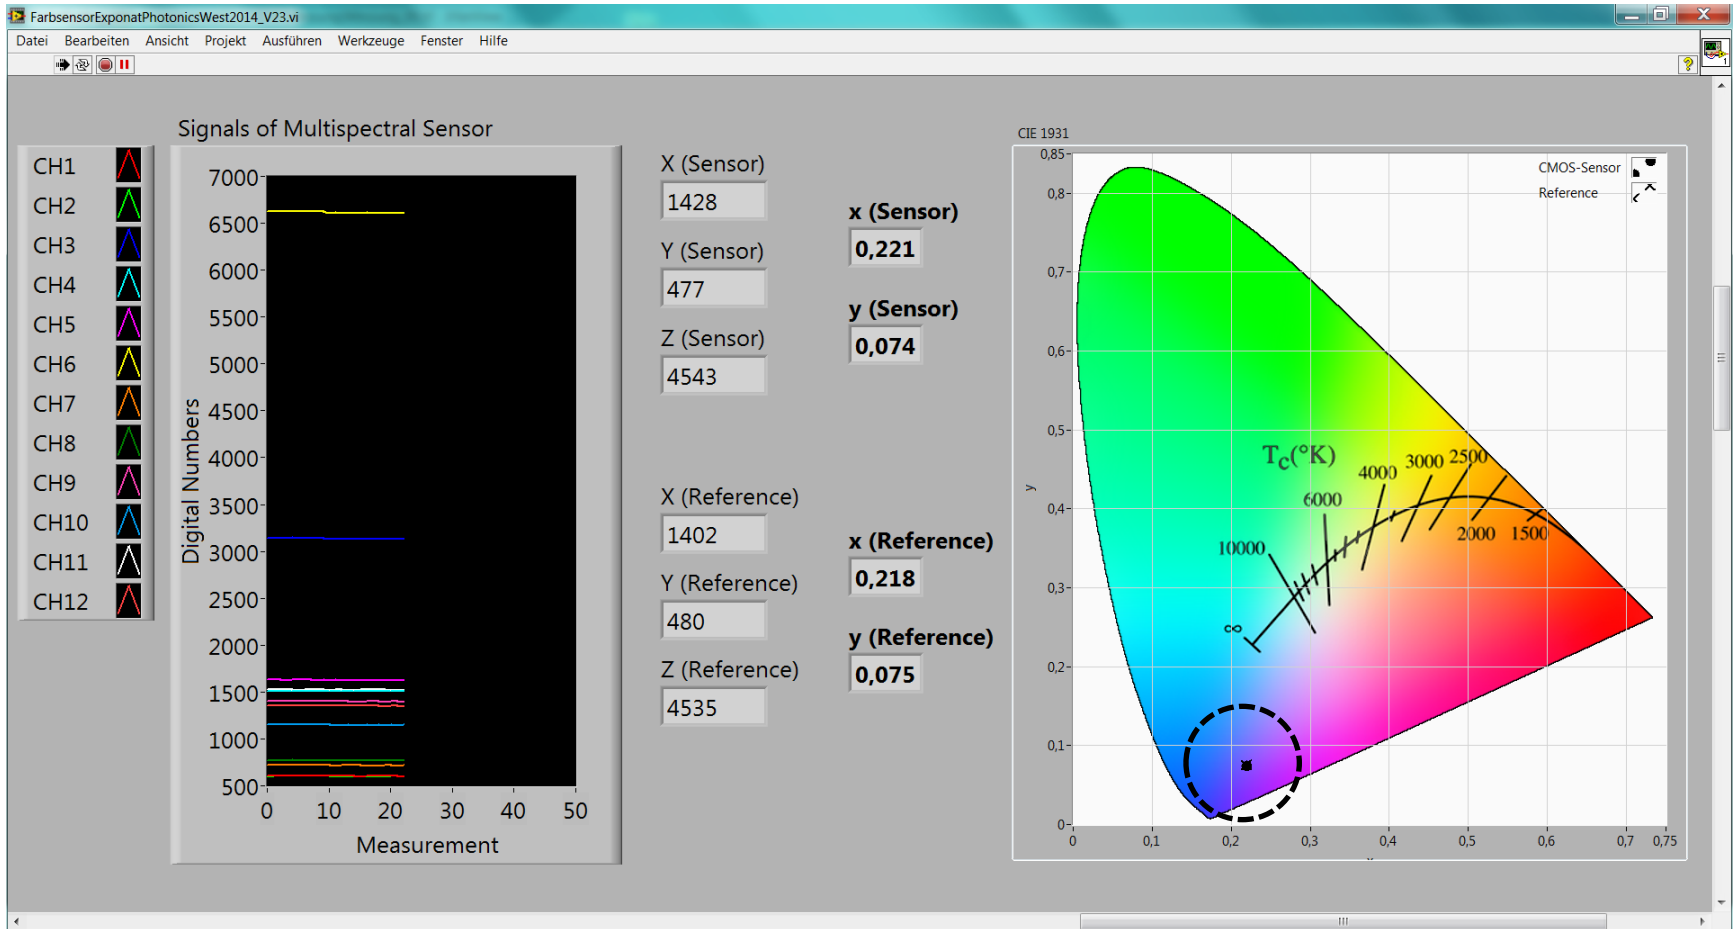 FarbsensorExponatPhotonicsWest2014_V23.vi
Datei Bearbeiten Ansicht Projekt Ausführen Werkzeuge Fenster Hilfe
?
1
Signals of Multispectral Sensor
CH1
CH2
CH3
CH4
CH5
CH6
CH7
CH8
CH9
CH10
CH11
CH12
Digital Numbers
7000
6500
6000
5500
5000
4500
4000
3500
3000
2500
2000
1500
1000
500
0 10 20 30 40 50
Measurement
X (Sensor)
1428
Y (Sensor)
477
Z (Sensor)
4543
x (Sensor)
0,221
y (Sensor)
0,074
X (Reference)
1402
Y (Reference)
480
Z (Reference)
4535
x (Reference)
0,218
y (Reference)
0,075
CIE 1931
CMOS-Sensor
Reference
y
0,85
0,8
0,7
0,6
0,5
0,4
0,3
0,2
0,1
0
Tc(°K)
∞
10000
6000
4000
3000
2500
2000
1500
0 0,1 0,2 0,3 0,4 0,5 0,6 0,7 0,75